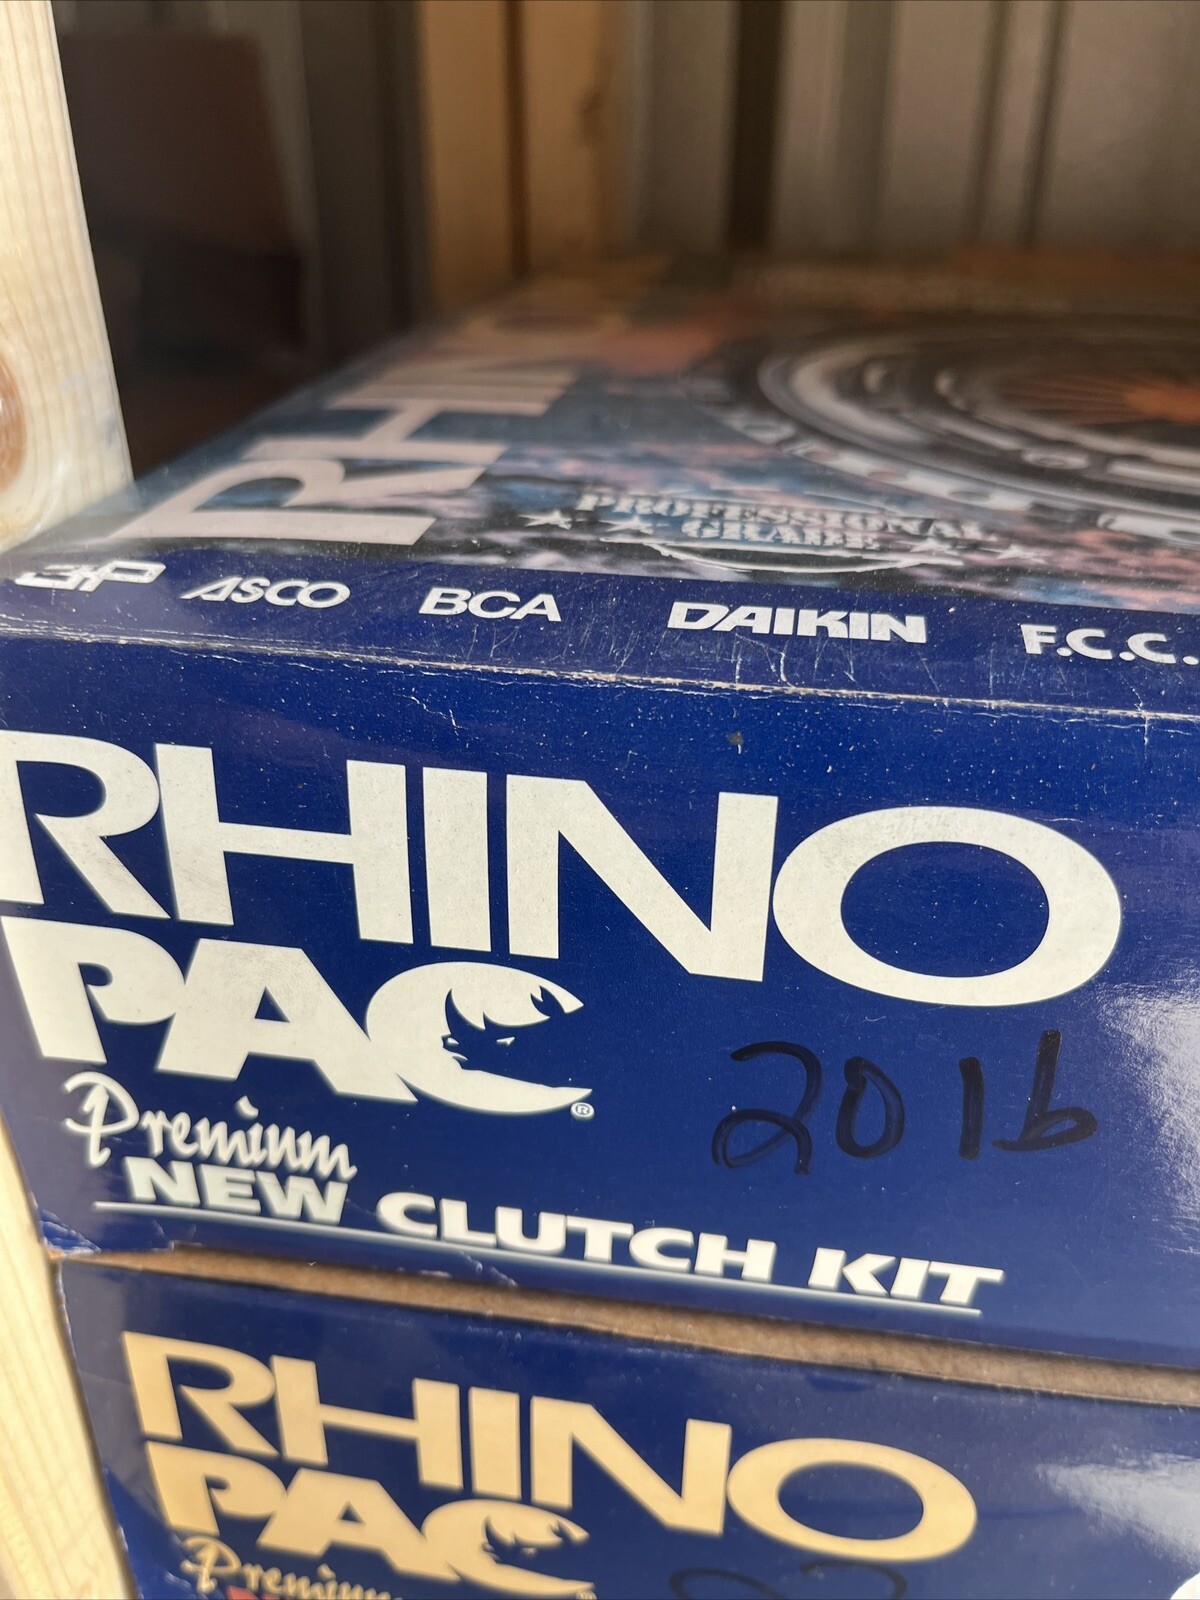 RHINO
PROFESSIONAL
GRADE
ASCO BCA DAIKIN F.C.C.
RHINO
PAC®
2016
Premium
NEW CLUTCH KIT
RHINO
PAC
Premium